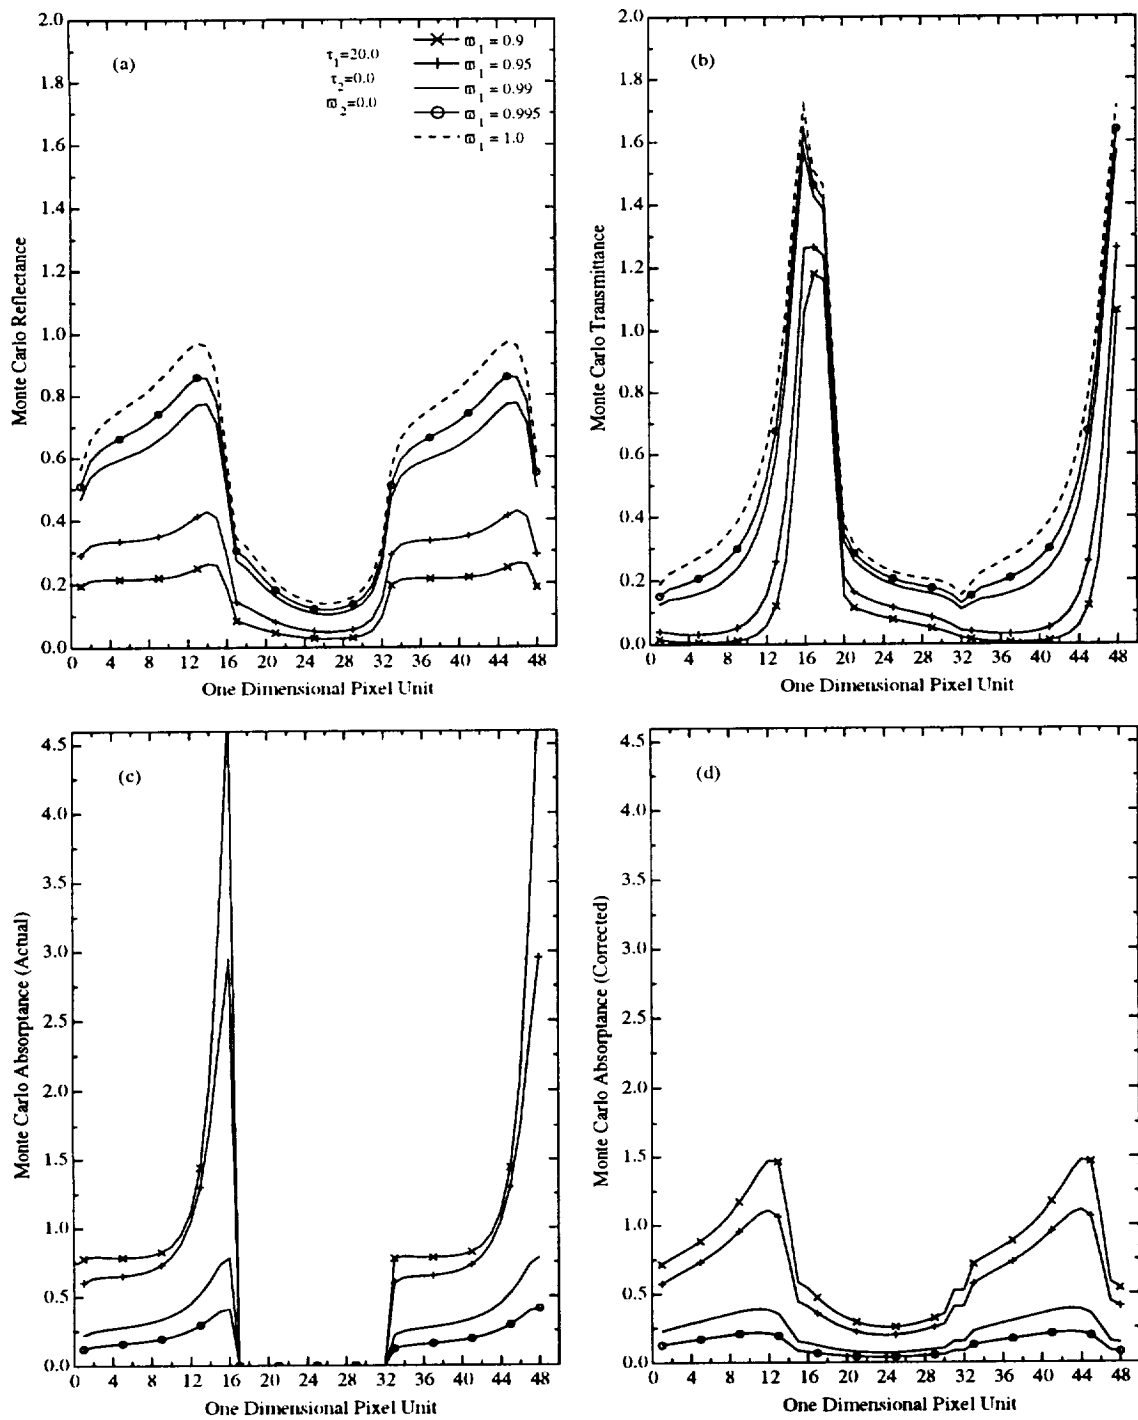 2.0
1.8
1.6
1.4
1.2
1.0
0.8
0.6
0.4
0.2
0.0
(a)
τ1=20.0
τ2=0.0
ϖ2=0.0
ϖ1 = 0.9
ϖ1 = 0.95
ϖ1 = 0.99
ϖ1 = 0.995
ϖ1 = 1.0
Monte Carlo Reflectance
0 4 8 12 16 20 24 28 32 36 40 44 48
One Dimensional Pixel Unit
2.0
1.8
1.6
1.4
1.2
1.0
0.8
0.6
0.4
0.2
0.0
(b)
Monte Carlo Transmittance
0 4 8 12 16 20 24 28 32 36 40 44 48
One Dimensional Pixel Unit
4.5
4.0
3.5
3.0
2.5
2.0
1.5
1.0
0.5
0.0
(c)
Monte Carlo Absorptance (Actual)
0 4 8 12 16 20 24 28 32 36 40 44 48
One Dimensional Pixel Unit
4.5
4.0
3.5
3.0
2.5
2.0
1.5
1.0
0.5
0.0
(d)
Monte Carlo Absorptance (Corrected)
0 4 8 12 16 20 24 28 32 36 40 44 48
One Dimensional Pixel Unit